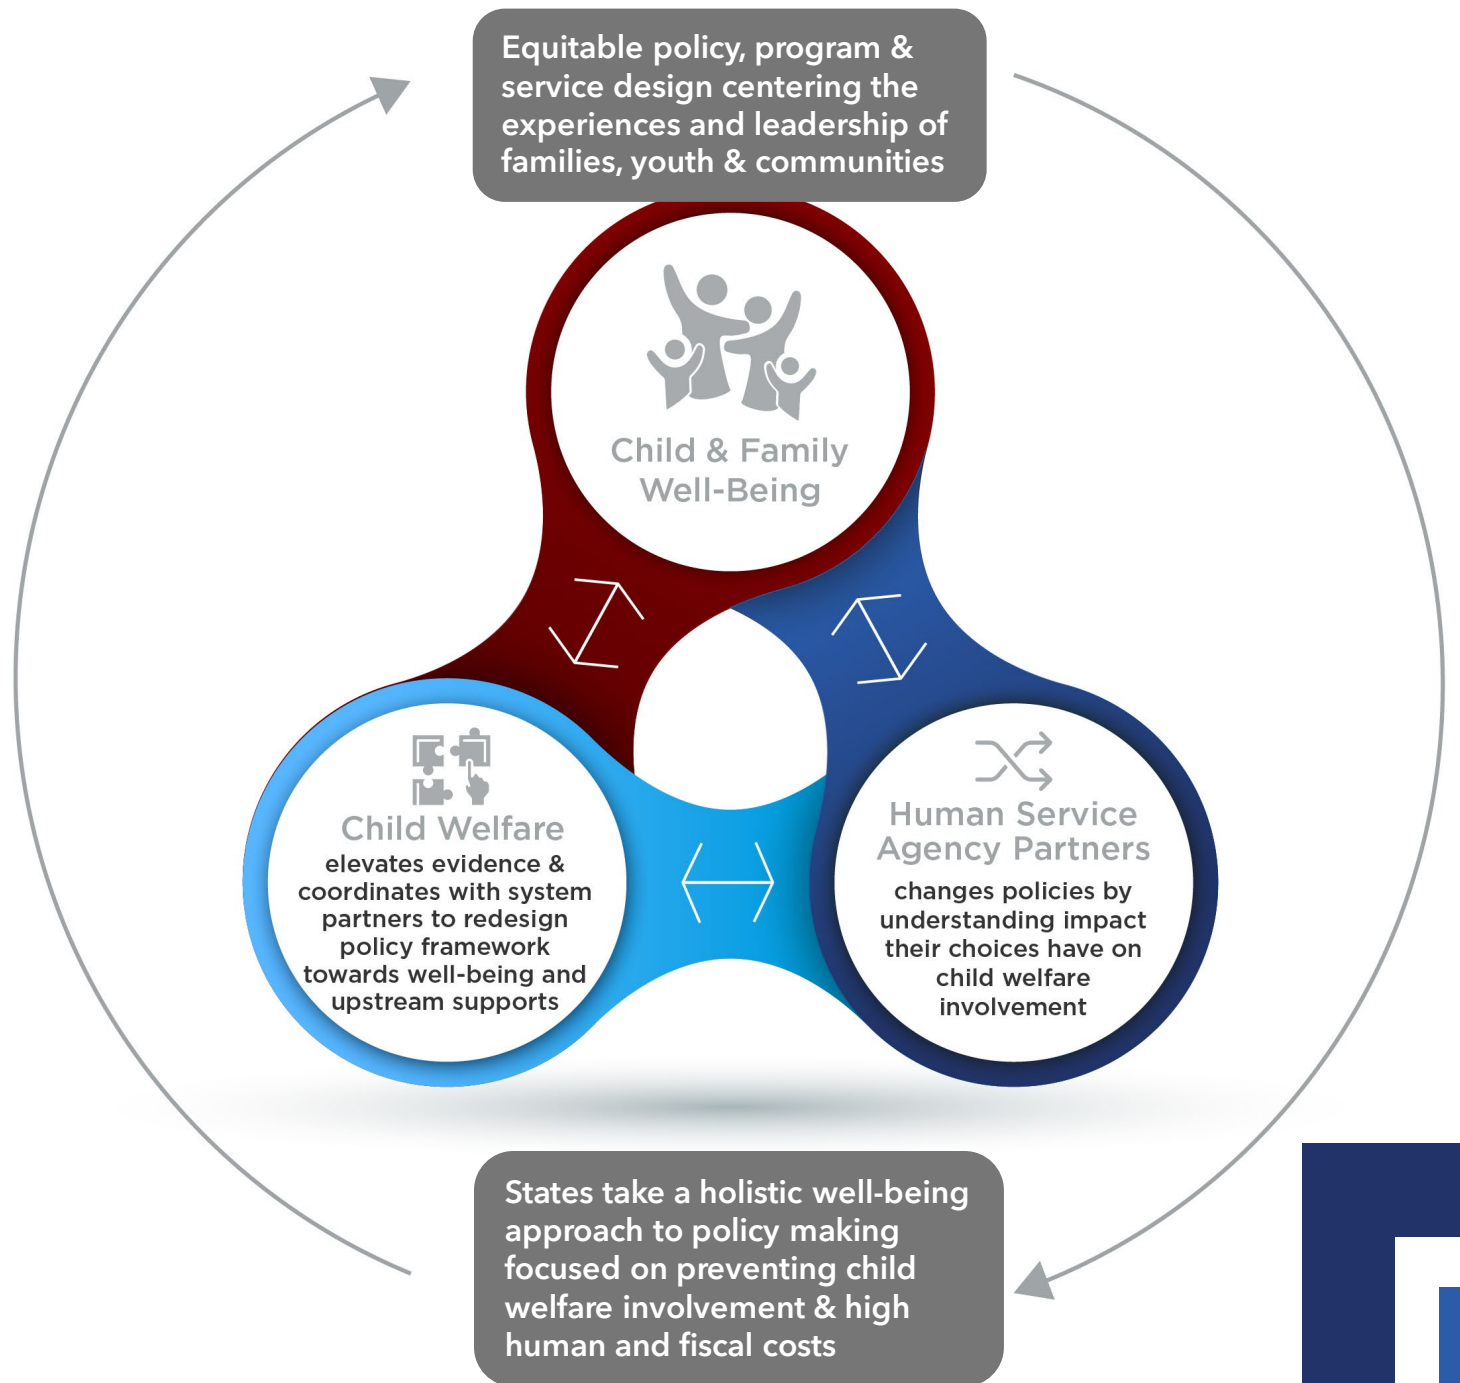 Equitable policy, program &
service design centering the
experiences and leadership of
families, youth & communities
Child & Family
Well-Being
Child Welfare
elevates evidence &
coordinates with system
partners to redesign
policy framework
towards well-being and
upstream supports
Human Service
Agency Partners
changes policies by
understanding impact
their choices have on
child welfare
involvement
States take a holistic well-being
approach to policy making
focused on preventing child
welfare involvement & high
human and fiscal costs